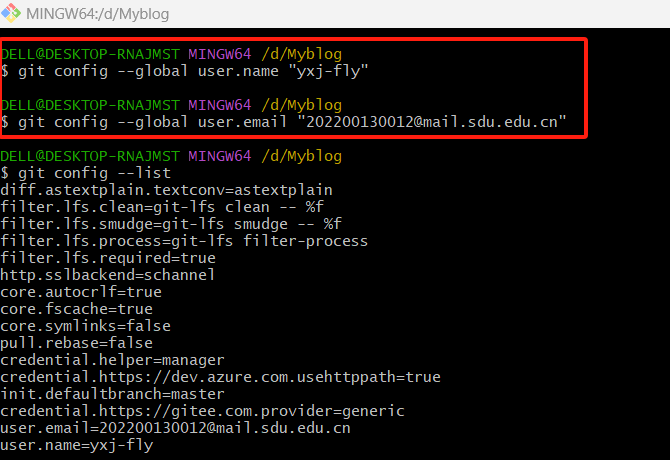 MINGW64:/d/Myblog
DELL@DESKTOP-RNAJMST MINGW64 /d/Myblog
$ git config --global user.name "yxj-fly"
DELL@DESKTOP-RNAJMST MINGW64 /d/Myblog
$ git config --global user.email "202200130012@mail.sdu.edu.cn"
DELL@DESKTOP-RNAJMST MINGW64 /d/Myblog
$ git config --list
diff.astextplain.textconv=astextplain
filter.lfs.clean=git-lfs clean -- %f
filter.lfs.smudge=git-lfs smudge -- %f
filter.lfs.process=git-lfs filter-process
filter.lfs.required=true
http.sslbackend=schannel
core.autocrlf=true
core.fscache=true
core.symlinks=false
pull.rebase=false
credential.helper=manager
credential.https://dev.azure.com.usehttppath=true
init.defaultbranch=master
credential.https://gitee.com.provider=generic
user.email=202200130012@mail.sdu.edu.cn
user.name=yxj-fly